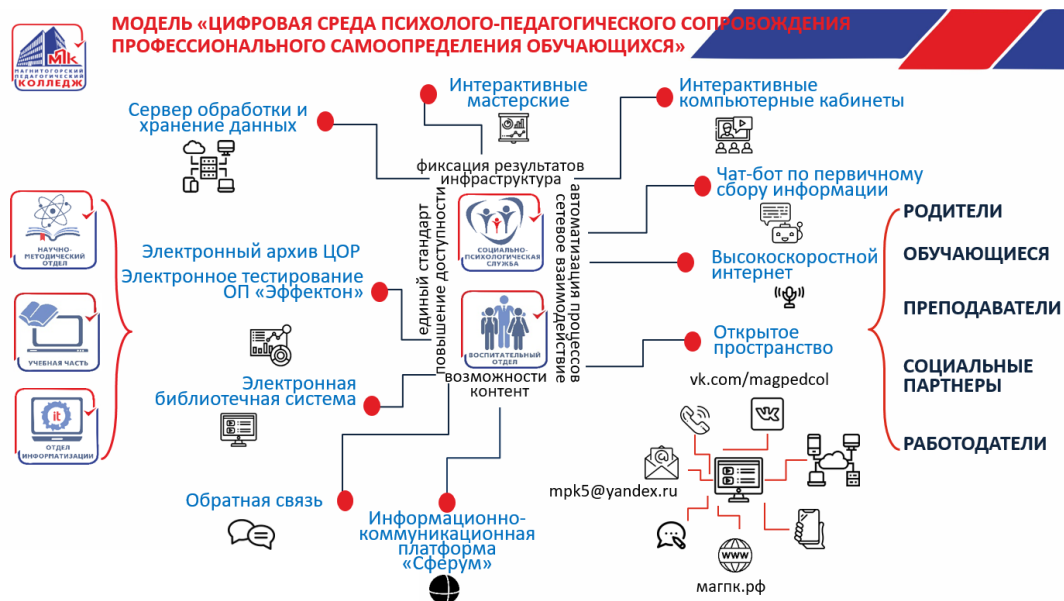 МОДЕЛЬ «ЦИФРОВАЯ СРЕДА ПСИХОЛОГО-ПЕДАГОГИЧЕСКОГО СОПРОВОЖДЕНИЯ
ПРОФЕССИОНАЛЬНОГО САМООПРЕДЕЛЕНИЯ ОБУЧАЮЩИХСЯ»
МПК
МАГНИТОГОРСКИЙ
ПЕДАГОГИЧЕСКИЙ
КОЛЛЕДЖ
Сервер обработки и
хранение данных
Интерактивные
мастерские
Интерактивные
компьютерные кабинеты
фиксация результатов
инфраструктура
Чат-бот по первичному
сбору информации
НАУЧНО-
МЕТОДИЧЕСКИЙ
ОТДЕЛ
УЧЕБНАЯ ЧАСТЬ
it
ОТДЕЛ
ИНФОРМАТИЗАЦИИ
Электронный архив ЦОР
Электронное тестирование
ОП «Эффектон»
единый стандарт
повышение доступности
СОЦИАЛЬНО-
ПСИХОЛОГИЧЕСКАЯ
СЛУЖБА
ВОСПИТАТЕЛЬНЫЙ
ОТДЕЛ
автоматизация процессов
сетевое взаимодействие
возможности
контент
Высокоскоростной
интернет
Открытое
пространство
vk.com/magpedcol
Электронная
библиотечная система
Обратная связь
Информационно-
коммуникационная
платформа
«Сферум»
mpk5@yandex.ru
@
WWW
магпк.рф
РОДИТЕЛИ
ОБУЧАЮЩИЕСЯ
ПРЕПОДАВАТЕЛИ
СОЦИАЛЬНЫЕ
ПАРТНЕРЫ
РАБОТОДАТЕЛИ